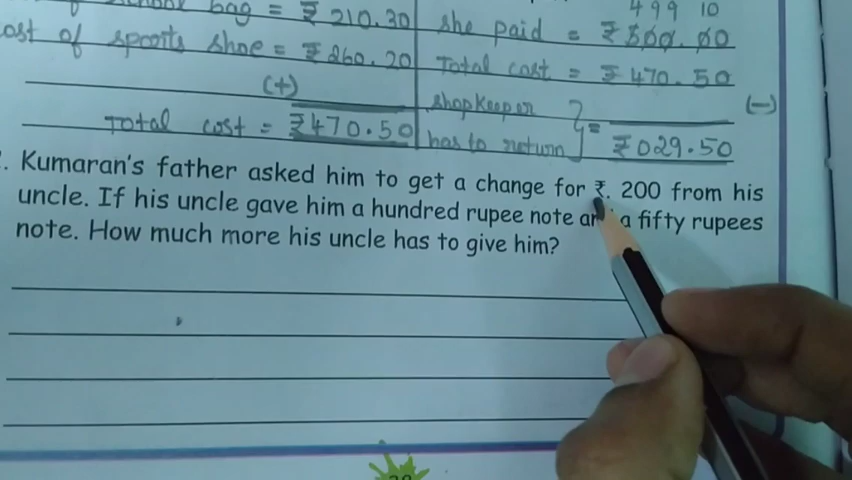 bag = ₹ 210.30
cost of sports shoe = ₹ 260.20
(+)
Total cost = ₹470.50
499 10
she paid = ₹ 500.00
Total cost = ₹ 470.50
(-)
shopkeeper
has to return } = ₹ 029.50
Kumaran's father asked him to get a change for ₹. 200 from his
uncle. If his uncle gave him a hundred rupee note a fifty rupees
note. How much more his uncle has to give him?